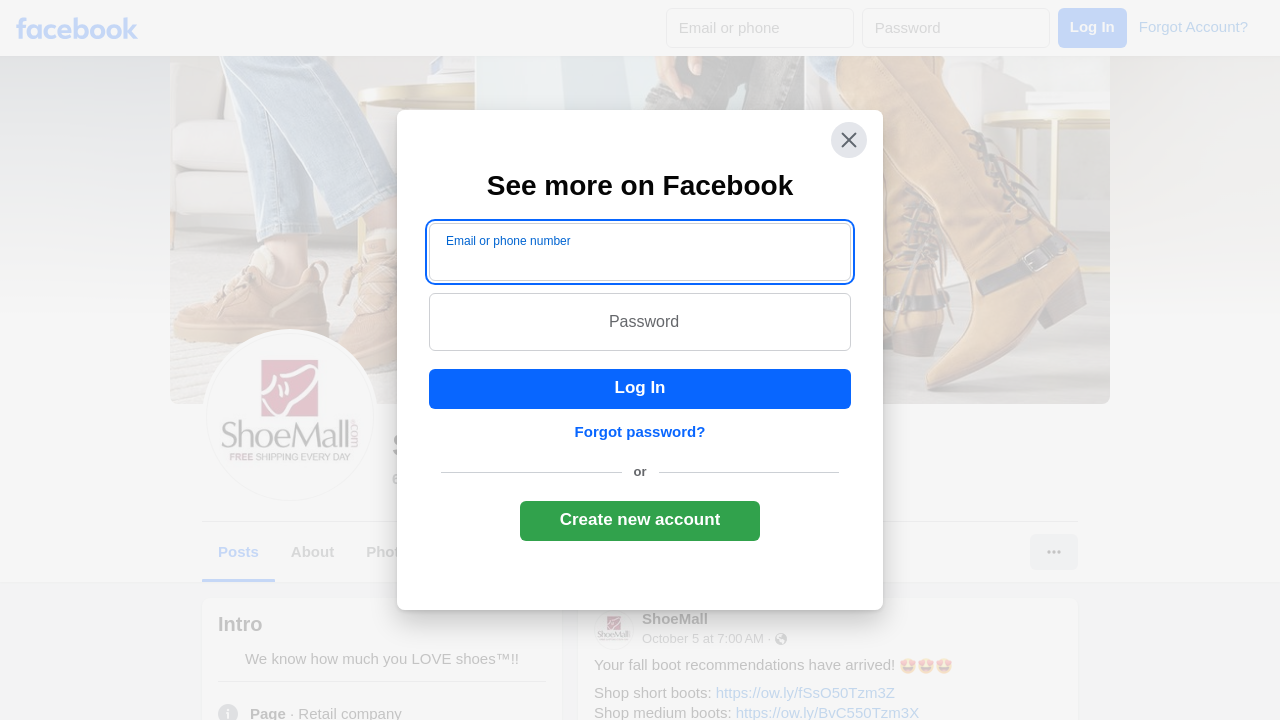 facebook
Email or phone
Password
Log In
Forgot Account?
See more on Facebook
Email or phone number
Password
Log In
Forgot password?
or
Create new account
ShoeMall
.com
FREE SHIPPING EVERY DAY
Posts
About
Intro
We know how much you LOVE shoes™!!
Page · Retail company
ShoeMall
ShoeMall
October 5 at 7:00 AM ·
Your fall boot recommendations have arrived! 🤩🤩🤩
Shop short boots: https://ow.ly/fSsO50Tzm3Z
Shop medium boots: https://ow.ly/BvC550Tzm3X